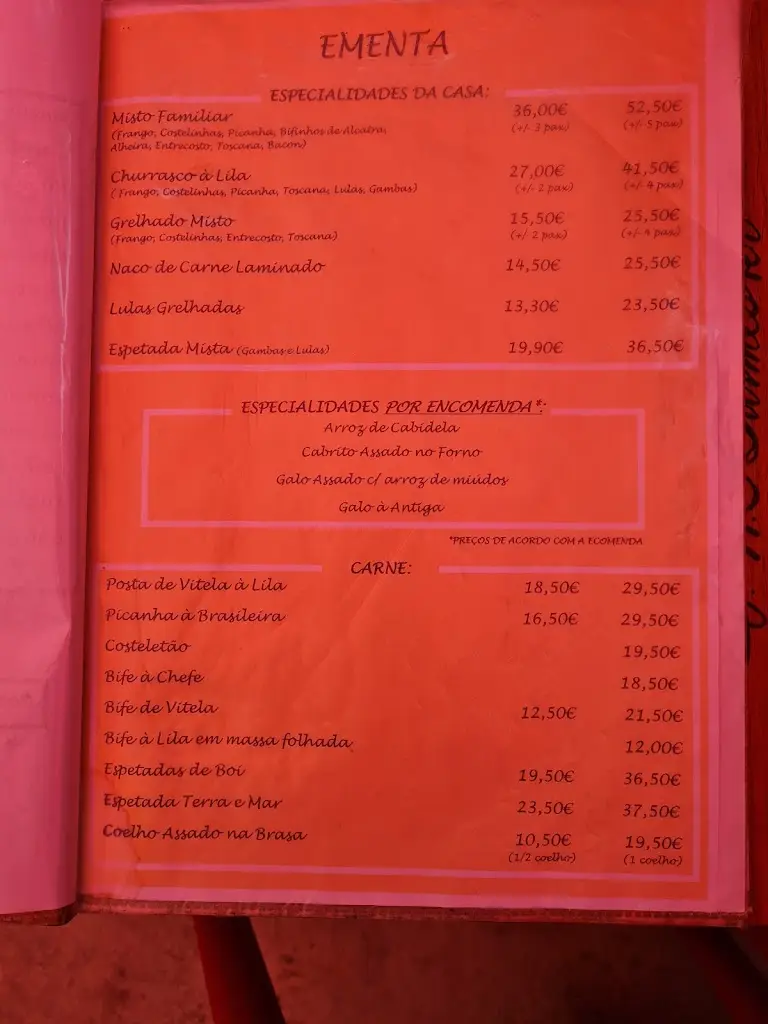 EMENTA
ESPECIALIDADES DA CASA:
Misto Familiar 36,00€ 52,50€
(Frango, Costelinhas, Picanha, Bifinhos de Alcatra, (+/- 3 pax) (+/- 5 pax)
Alheira, Entrecosto, Toscana, Bacon)
Churrasco à Lila 27,00€ 41,50€
(Frango, Costelinhas, Picanha, Toscana, Lulas, Gambas) (+/- 2 pax) (+/- 4 pax)
Grelhado Misto 15,50€ 25,50€
(Frango, Costelinhas, Entrecosto, Toscana) (+/- 2 pax) (+/- 4 pax)
Naco de Carne Laminado 14,50€ 25,50€
Lulas Grelhadas 13,30€ 23,50€
Espetada Mista (Gambas e Lulas) 19,90€ 36,50€
ESPECIALIDADES POR ENCOMENDA*:
Arroz de Cabidela
Cabrito Assado no Forno
Galo Assado c/ arroz de miúdos
Galo à Antiga
*PREÇOS DE ACORDO COM A ECOMENDA
CARNE:
Posta de Vitela à Lila 18,50€ 29,50€
Picanha à Brasileira 16,50€ 29,50€
Costeletão 19,50€
Bife à Chefe 18,50€
Bife de Vitela 12,50€ 21,50€
Bife à Lila em massa folhada 12,00€
Espetadas de Boi 19,50€ 36,50€
Espetada Terra e Mar 23,50€ 37,50€
Coelho Assado na Brasa 10,50€ 19,50€
(1/2 coelho) (1 coelho)